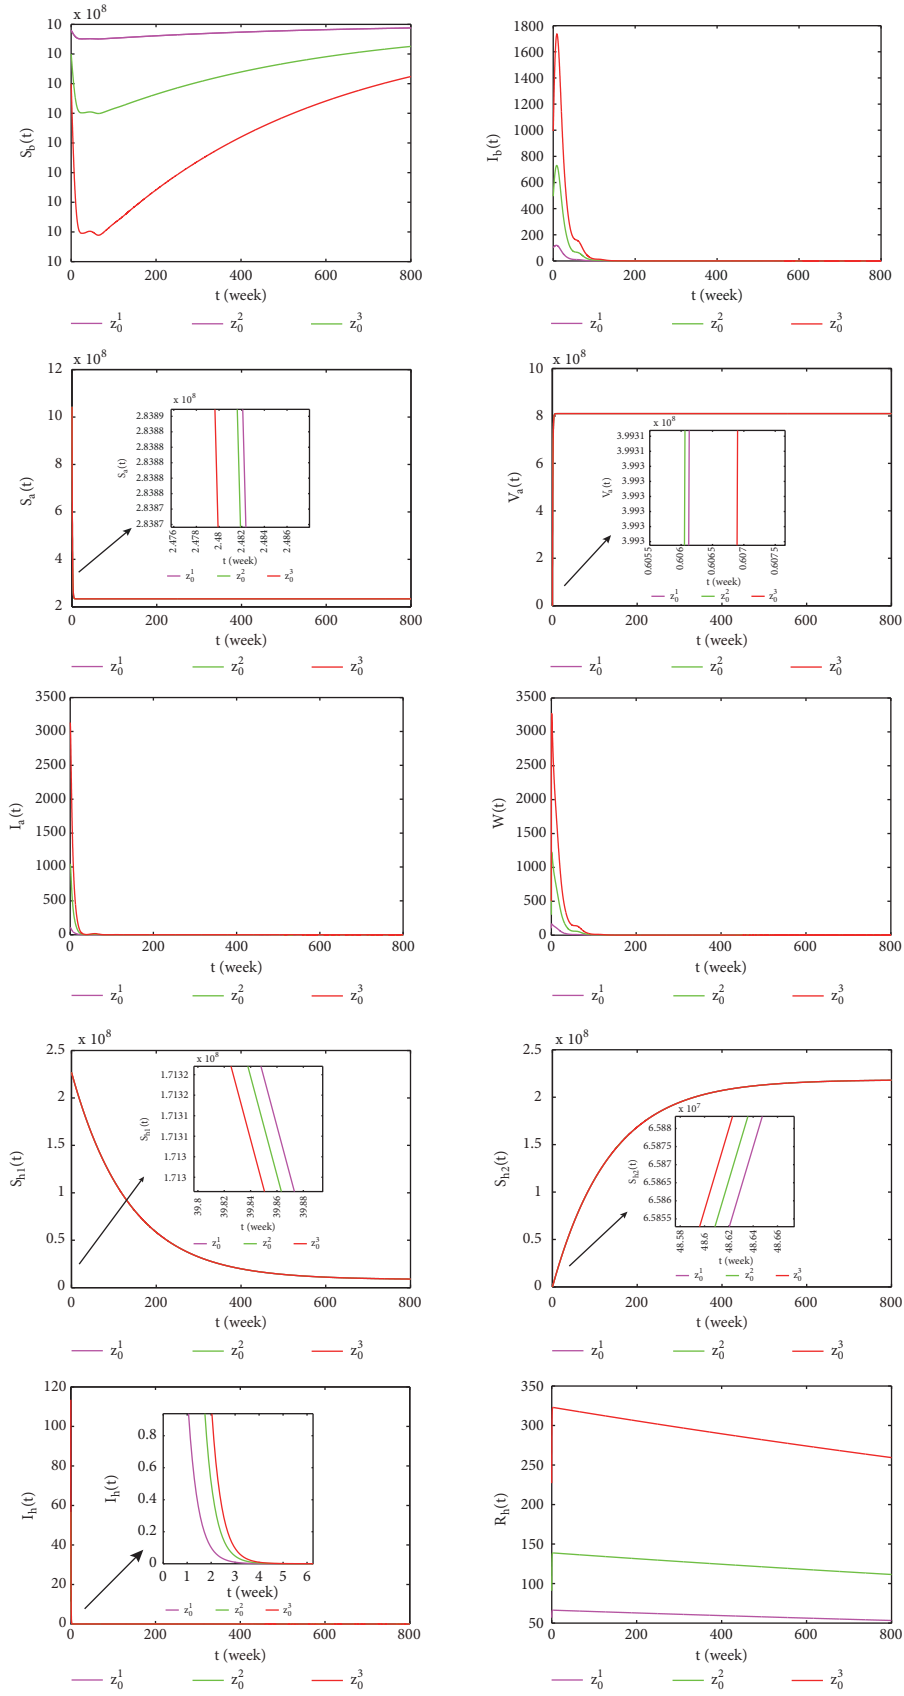 x 10^8
10
10
10
10
10
10
10
10
10
S_b(t)
0 200 400 600 800
t (week)
z_0^1 z_0^2 z_0^3
1800
1600
1400
1200
1000
800
600
400
200
0
I_b(t)
0 200 400 600 800
t (week)
z_0^1 z_0^2 z_0^3
x 10^8
12
10
8
6
4
2
S_a(t)
0 200 400 600 800
t (week)
x 10^8
2.8389
2.8388
2.8388
2.8388
2.8388
2.8387
2.8387
S_a(t)
2.476 2.478 2.48 2.482 2.484 2.486
t (week)
z_0^1 z_0^2 z_0^3
z_0^1 z_0^2 z_0^3
x 10^8
10
8
6
4
2
0
V_a(t)
0 200 400 600 800
t (week)
x 10^8
3.9931
3.9931
3.993
3.993
3.993
3.993
3.993
3.993
V_a(t)
0.6055 0.606 0.6065 0.607 0.6075
t (week)
z_0^1 z_0^2 z_0^3
z_0^1 z_0^2 z_0^3
3500
3000
2500
2000
1500
1000
500
0
I_a(t)
0 200 400 600 800
t (week)
z_0^1 z_0^2 z_0^3
3500
3000
2500
2000
1500
1000
500
0
W(t)
0 200 400 600 800
t (week)
z_0^1 z_0^2 z_0^3
x 10^8
2.5
2
1.5
1
0.5
0
S_h1(t)
0 200 400 600 800
t (week)
x 10^8
1.7132
1.7132
1.7131
1.7131
1.713
1.713
S_h1(t)
39.8 39.82 39.84 39.86 39.88
t (week)
z_0^1 z_0^2 z_0^3
z_0^1 z_0^2 z_0^3
x 10^8
2.5
2
1.5
1
0.5
0
S_h2(t)
0 200 400 600 800
t (week)
x 10^7
6.588
6.5875
6.587
6.5865
6.586
6.5855
S_h2(t)
48.58 48.6 48.62 48.64 48.66
t (week)
z_0^1 z_0^2 z_0^3
z_0^1 z_0^2 z_0^3
120
100
80
60
40
20
0
I_h(t)
0 200 400 600 800
t (week)
0.8
0.6
0.4
0.2
0
I_h(t)
0 1 2 3 4 5 6
t (week)
z_0^1 z_0^2 z_0^3
z_0^1 z_0^2 z_0^3
350
300
250
200
150
100
50
R_h(t)
0 200 400 600 800
t (week)
z_0^1 z_0^2 z_0^3